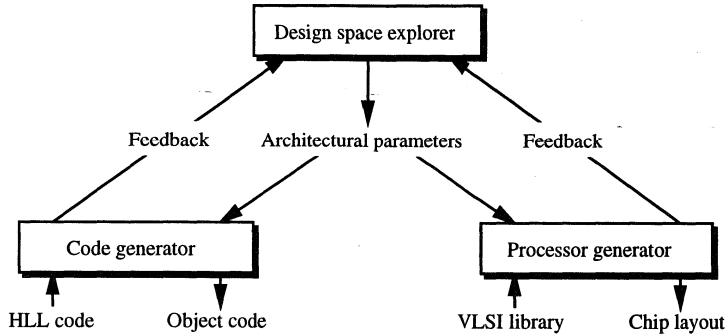 Design space explorer
Feedback
Architectural parameters
Feedback
Code generator
Processor generator
HLL code
Object code
VLSI library
Chip layout